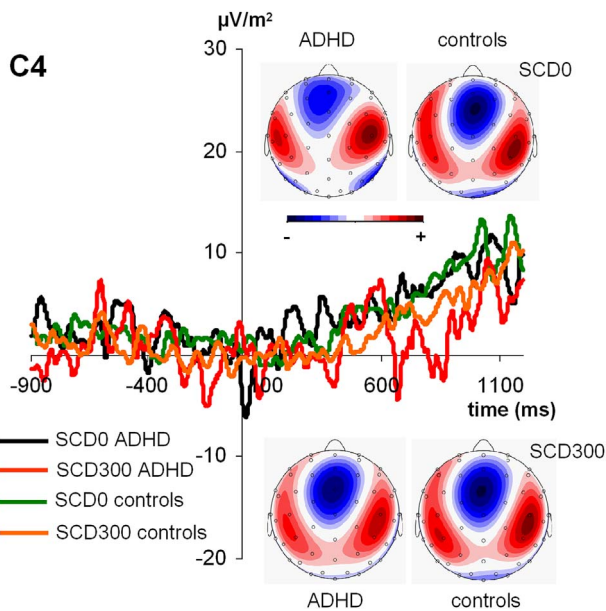 µV/m²
ADHD controls
C4
SCD0
30
20
- +
10
-900 -400 100 600 1100
time (ms)
SCD0 ADHD
SCD300 ADHD
SCD0 controls
SCD300 controls
-10
SCD300
-20
ADHD controls